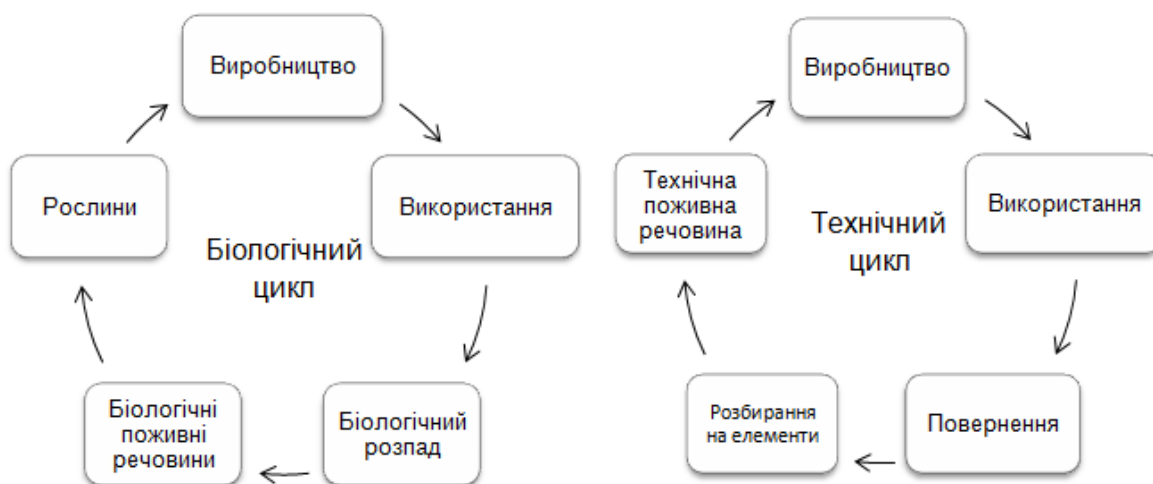 Виробництво
Використання
Біологічний
розпад
Біологічні
поживні
речовини
Рослини
Біологічний
цикл
Виробництво
Використання
Повернення
Розбирання
на елементи
Технічна
поживна
речовина
Технічний
цикл